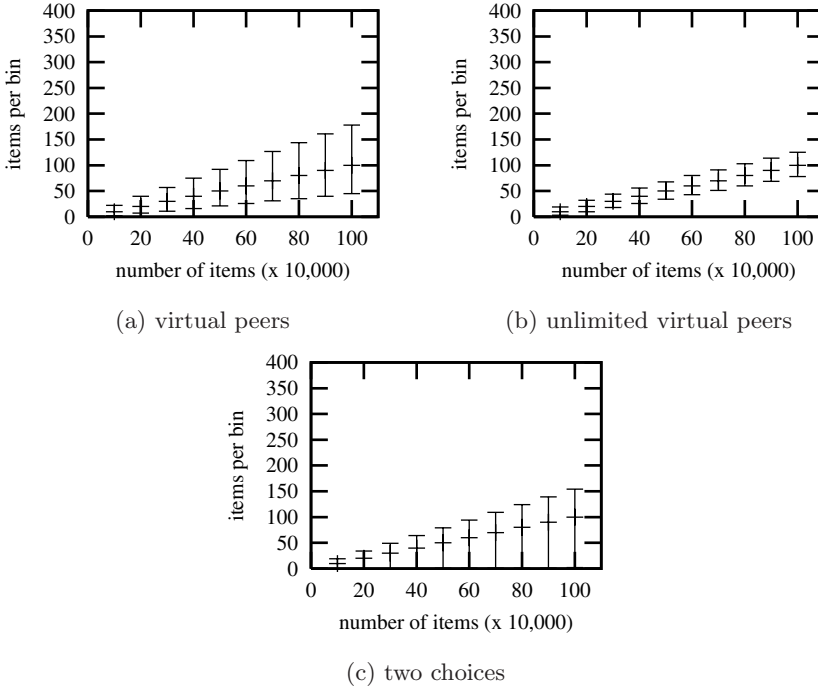 400
350
300
250
200
150
100
50
0
items per bin
0 20 40 60 80 100
number of items (x 10,000)
(a) virtual peers
400
350
300
250
200
150
100
50
0
items per bin
0 20 40 60 80 100
number of items (x 10,000)
(b) unlimited virtual peers
400
350
300
250
200
150
100
50
0
items per bin
0 20 40 60 80 100
number of items (x 10,000)
(c) two choices